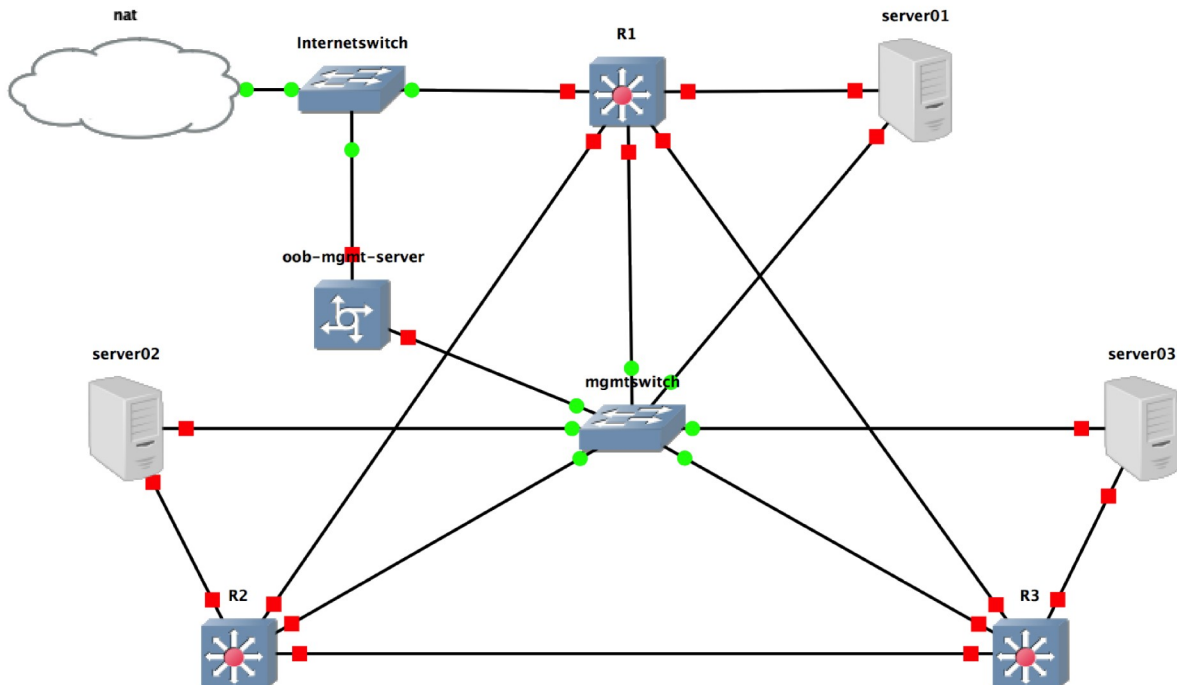 nat
Internetswitch
R1
server01
oob-mgmt-server
server02
mgmtswitch
server03
R2
R3